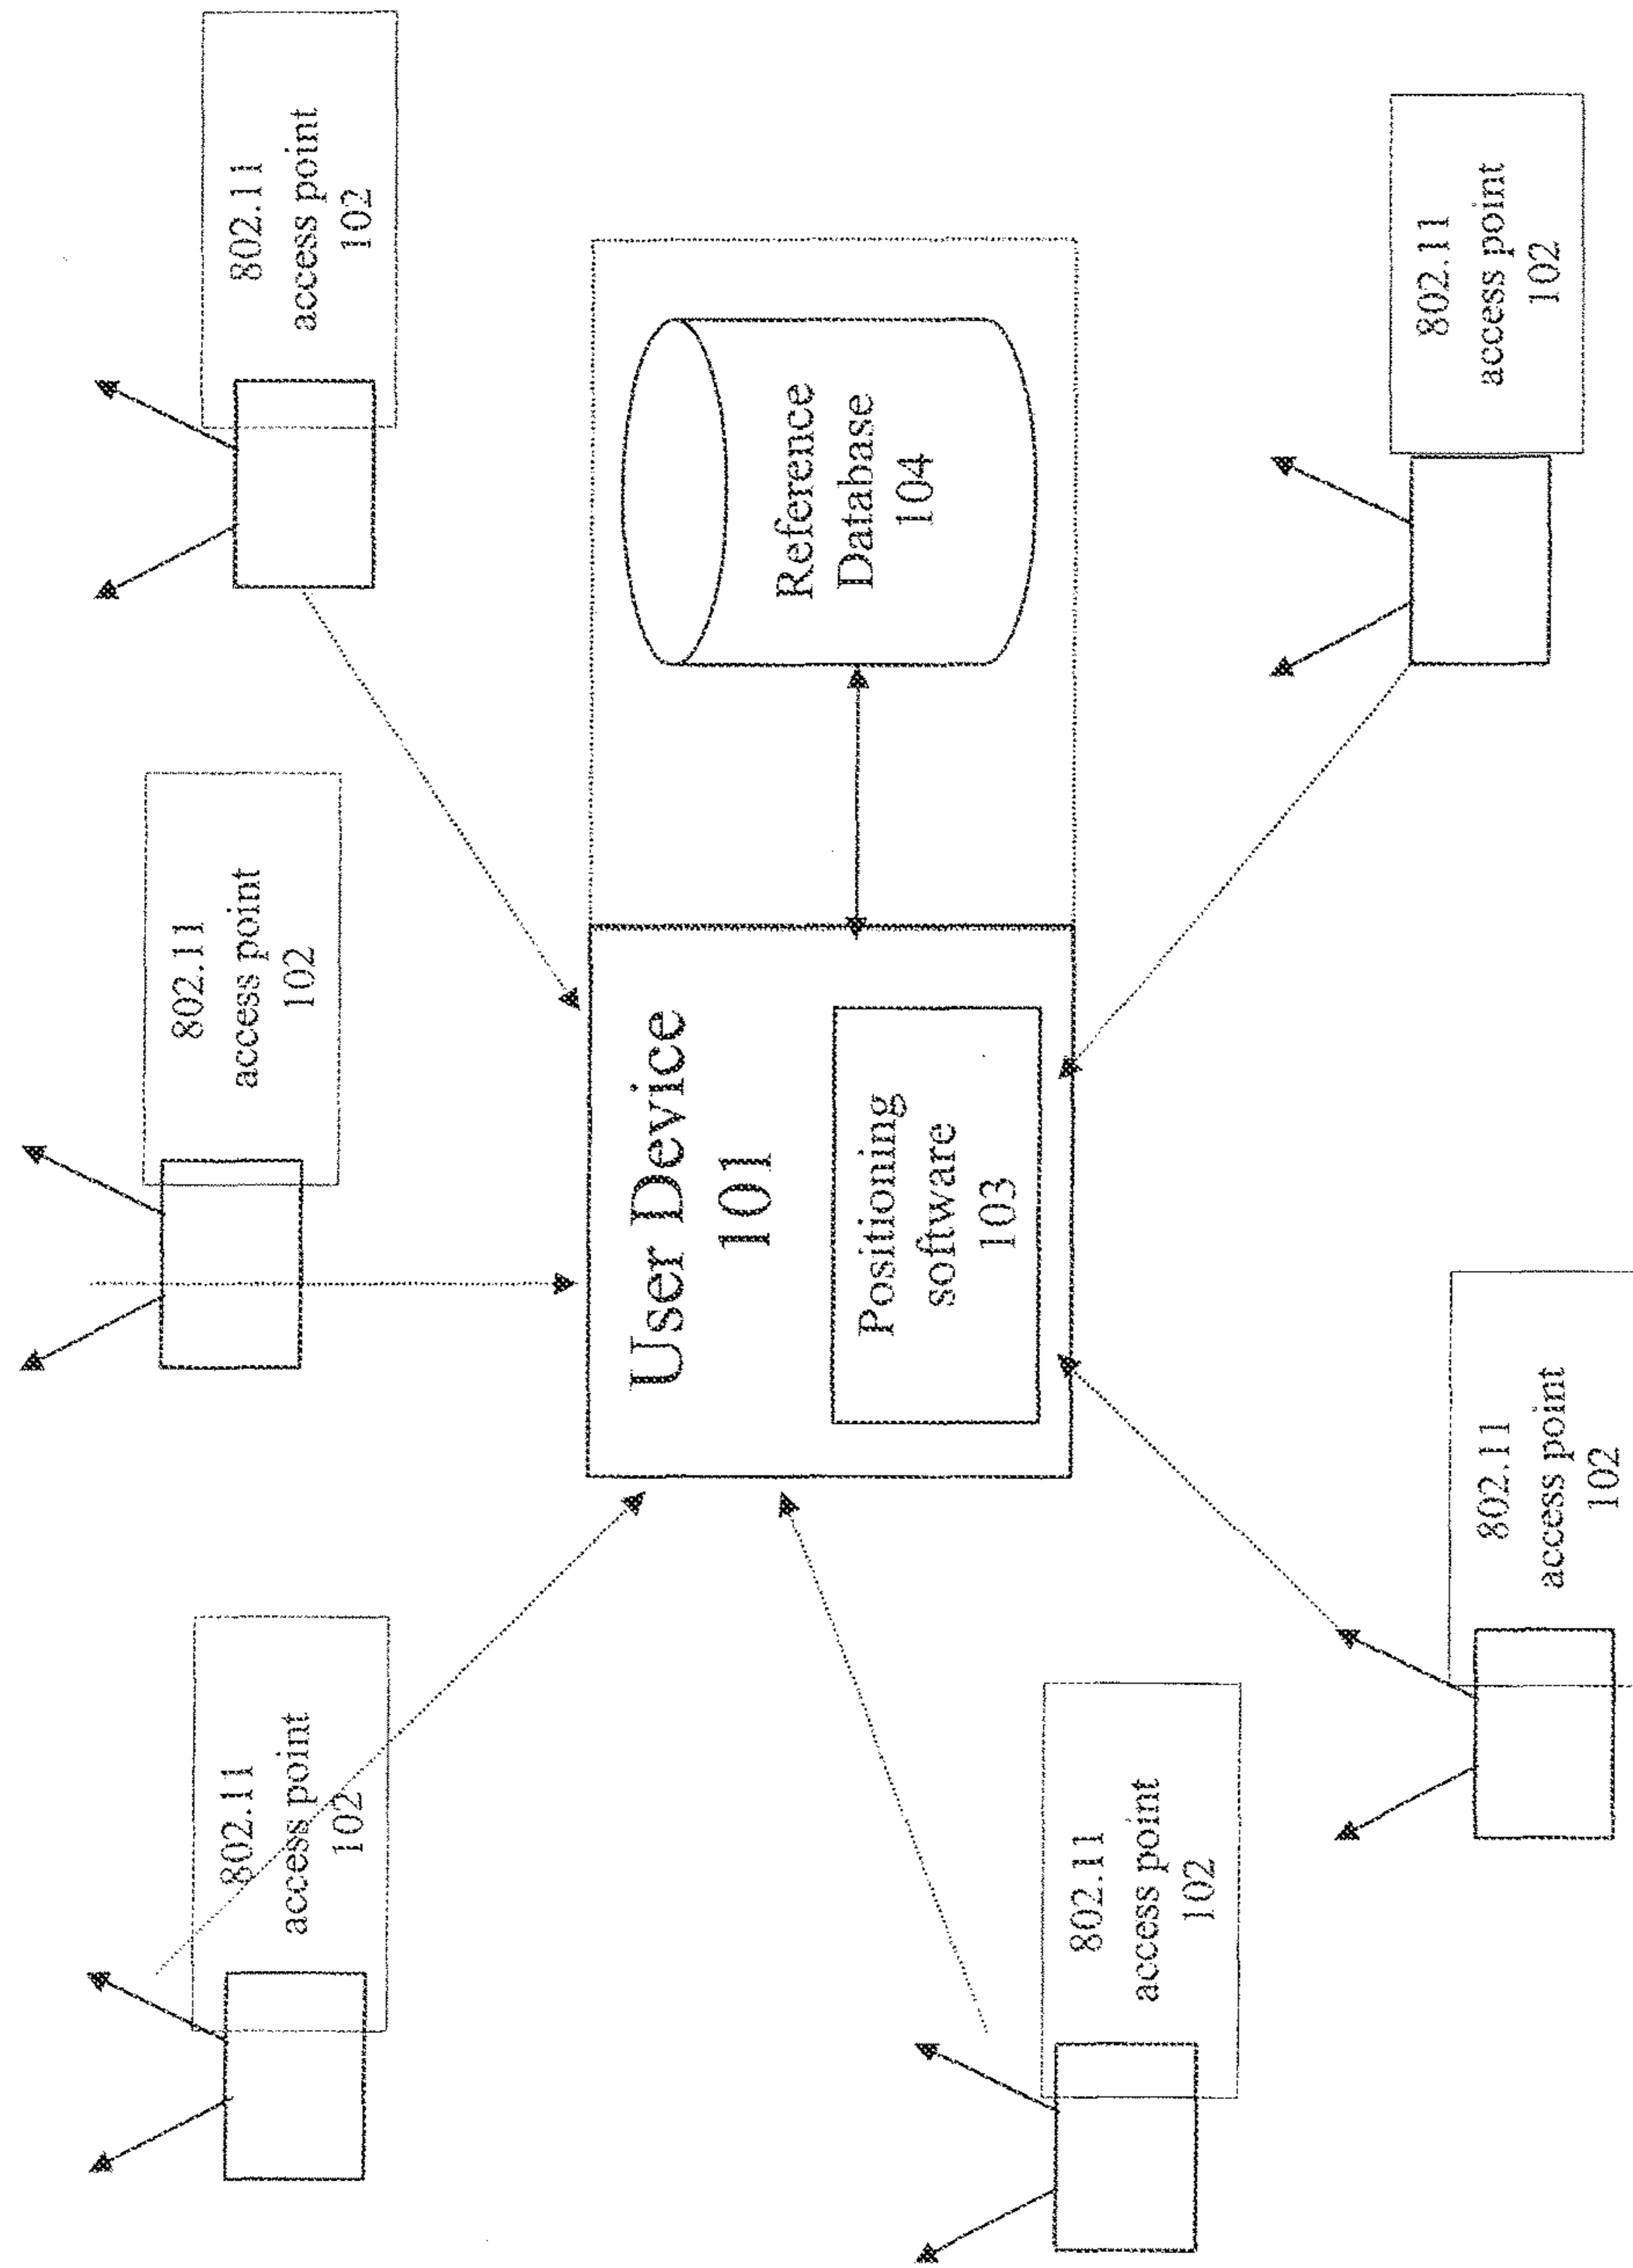 802.11
access point
102
802.11
access point
102
802.11
access point
102
User Device
101
Positioning
software
103
Reference
Database
104
802.11
access point
102
802.11
access point
102
802.11
access point
102